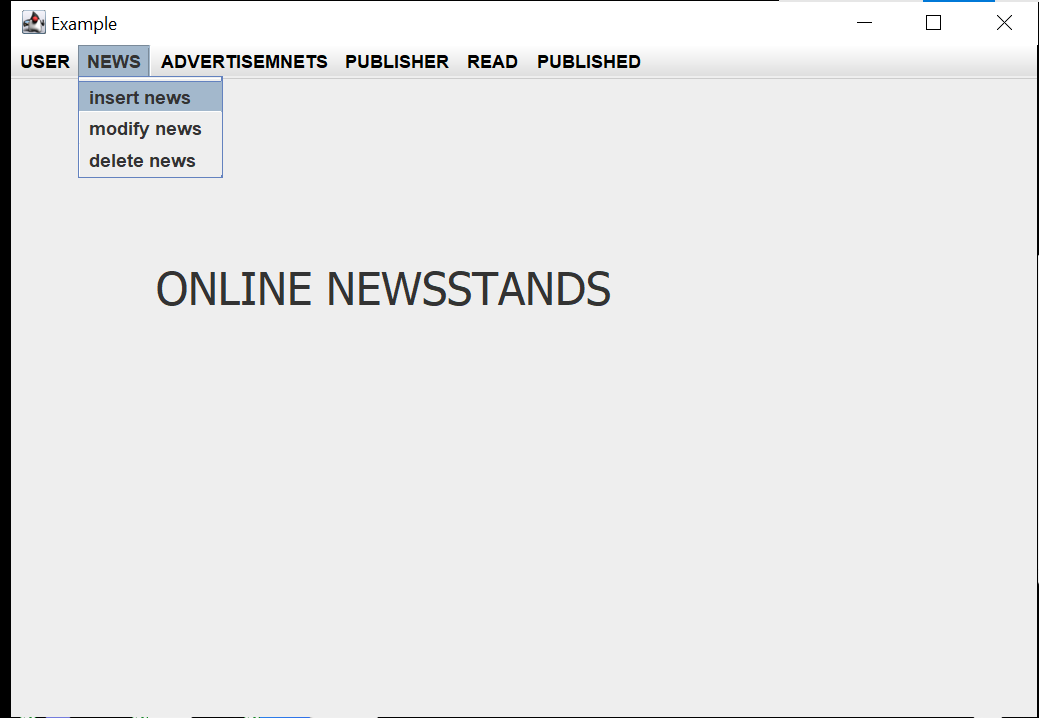 Example
USER NEWS ADVERTISEMNETS PUBLISHER READ PUBLISHED
insert news
modify news
delete news
ONLINE NEWSSTANDS